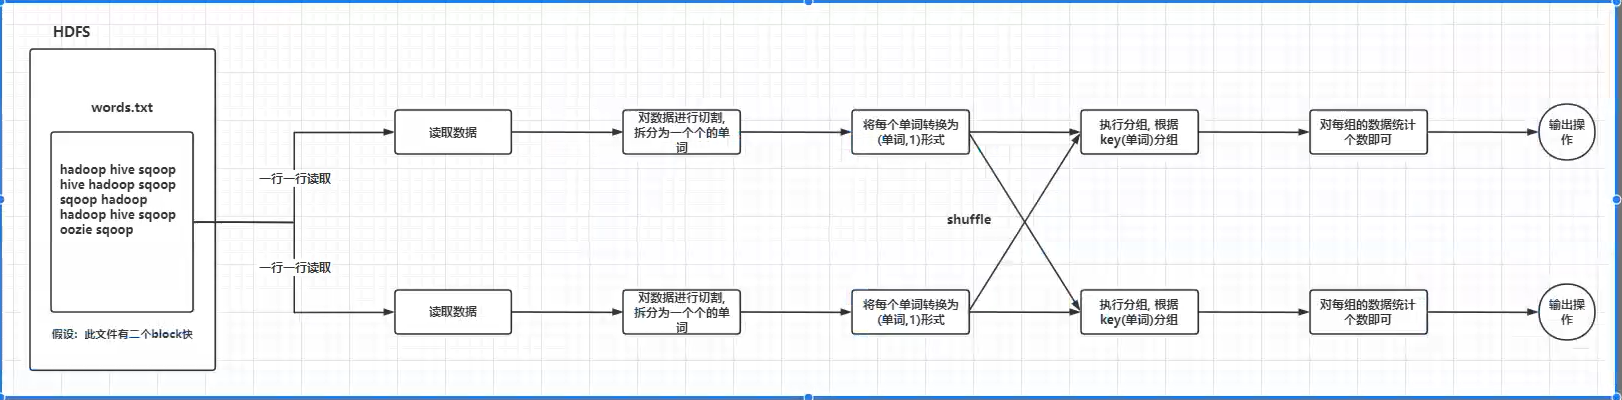 HDFS
words.txt
hadoop hive sqoop
hive hadoop sqoop
sqoop hadoop
hadoop hive sqoop
oozie sqoop
假设：此文件有二个block快
一行一行读取
一行一行读取
读取数据
对数据进行切割,
拆分为一个个的单
词
将每个单词转换为
(单词,1)形式
执行分组, 根据
key(单词)分组
对每组的数据统计
个数即可
输出操
作
shuffle
读取数据
对数据进行切割,
拆分为一个个的单
词
将每个单词转换为
(单词,1)形式
执行分组, 根据
key(单词)分组
对每组的数据统计
个数即可
输出操
作